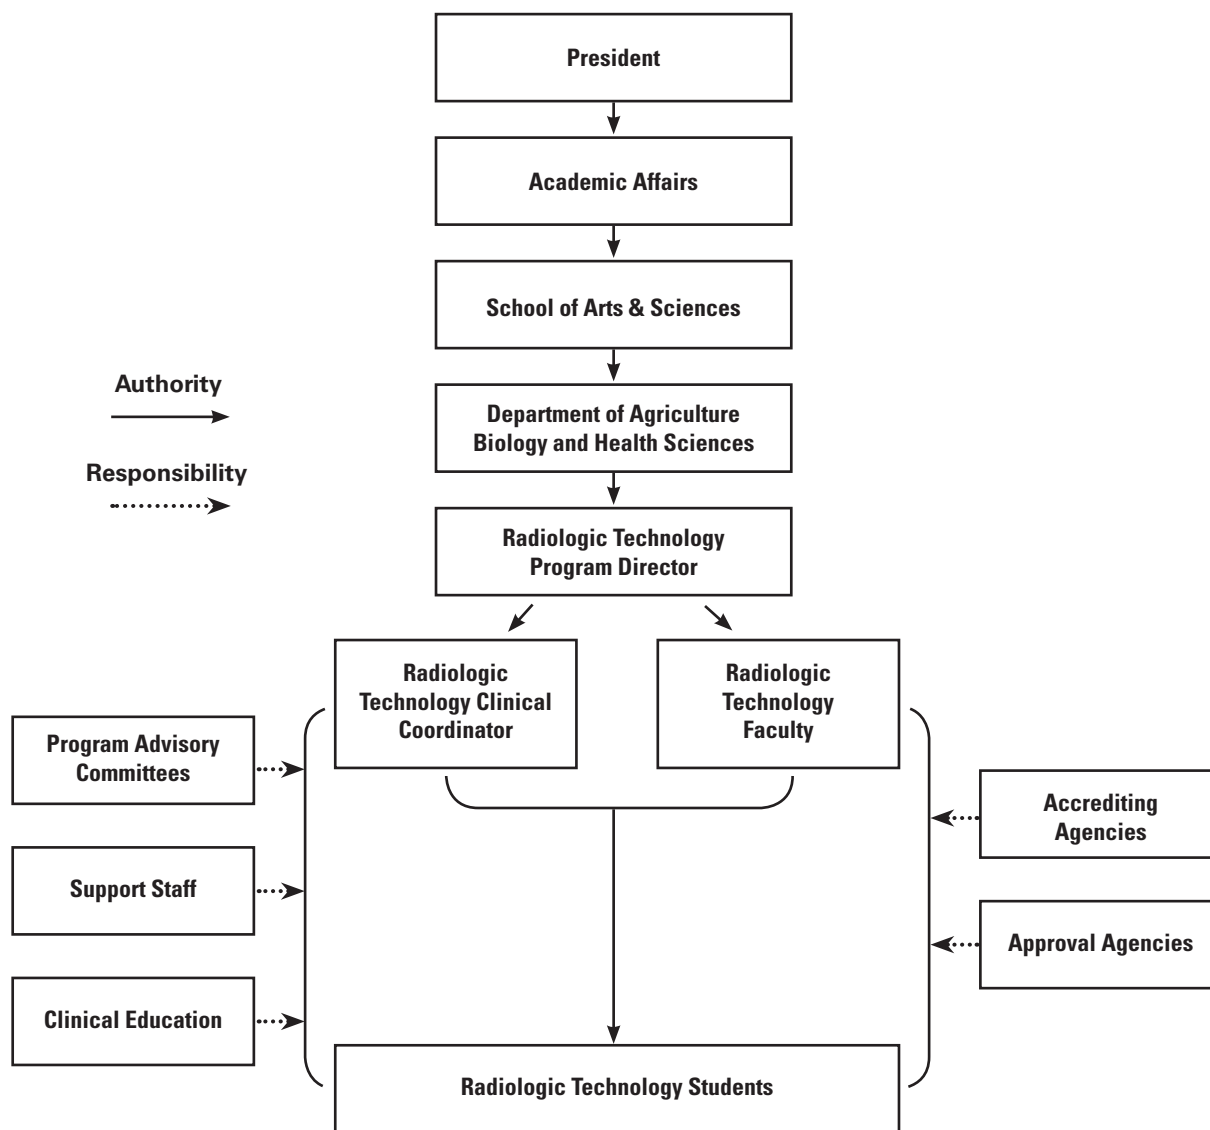 President
Academic Affairs
School of Arts & Sciences
Authority
Department of Agriculture
Biology and Health Sciences
Responsibility
Radiologic Technology
Program Director
Radiologic
Technology Clinical
Coordinator
Radiologic
Technology
Faculty
Program Advisory
Committees
Accrediting
Agencies
Support Staff
Approval Agencies
Clinical Education
Radiologic Technology Students